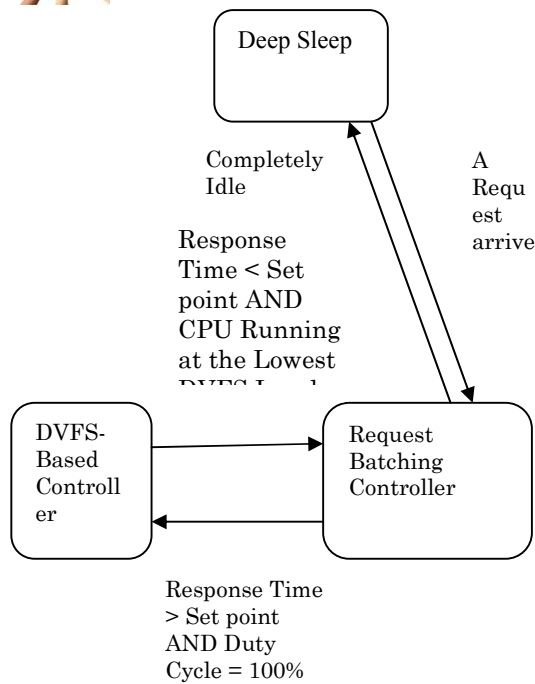 Deep Sleep
Completely
Idle
A
Requ
est
arrive
Response
Time < Set
point AND
CPU Running
at the Lowest
DVFS-
Based
Controll
er
Request
Batching
Controller
Response Time
> Set point
AND Duty
Cycle = 100%